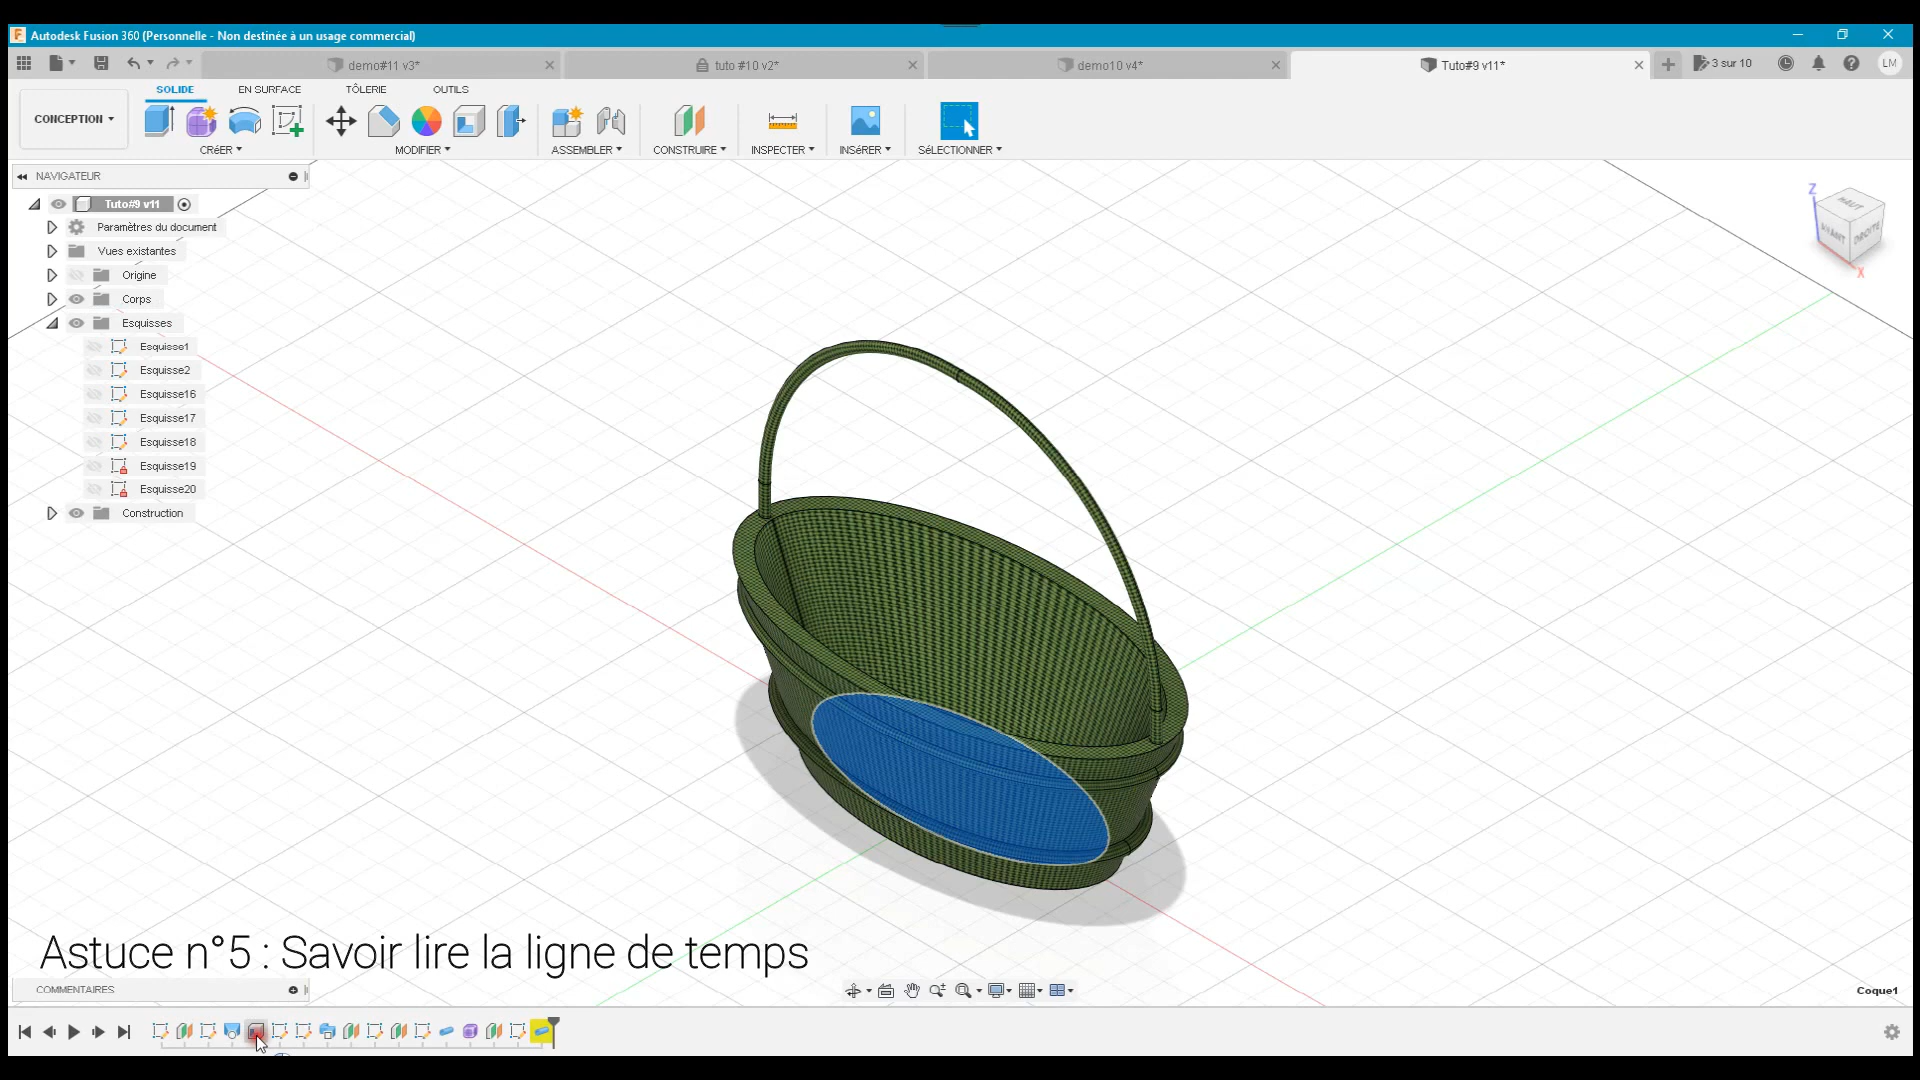 Autodesk Fusion 360 (Personnelle - Non destinée à un usage commercial)
demo#11 v3*
tuto #10 v2*
demo10 v4*
Tuto#9 v11*
3 sur 10
LM
SOLIDE
EN SURFACE
TÔLERIE
OUTILS
CONCEPTION
CRéER
MODIFIER
ASSEMBLER
CONSTRUIRE
INSPECTER
INSéRER
SéLECTIONNER
NAVIGATEUR
Tuto#9 v11
Paramètres du document
Vues existantes
Origine
Corps
Esquisses
Esquisse1
Esquisse2
Esquisse16
Esquisse17
Esquisse18
Esquisse19
Esquisse20
Construction
Z
HAUT
AVANT
DROITE
X
Astuce n°5 : Savoir lire la ligne de temps
COMMENTAIRES
Coque1